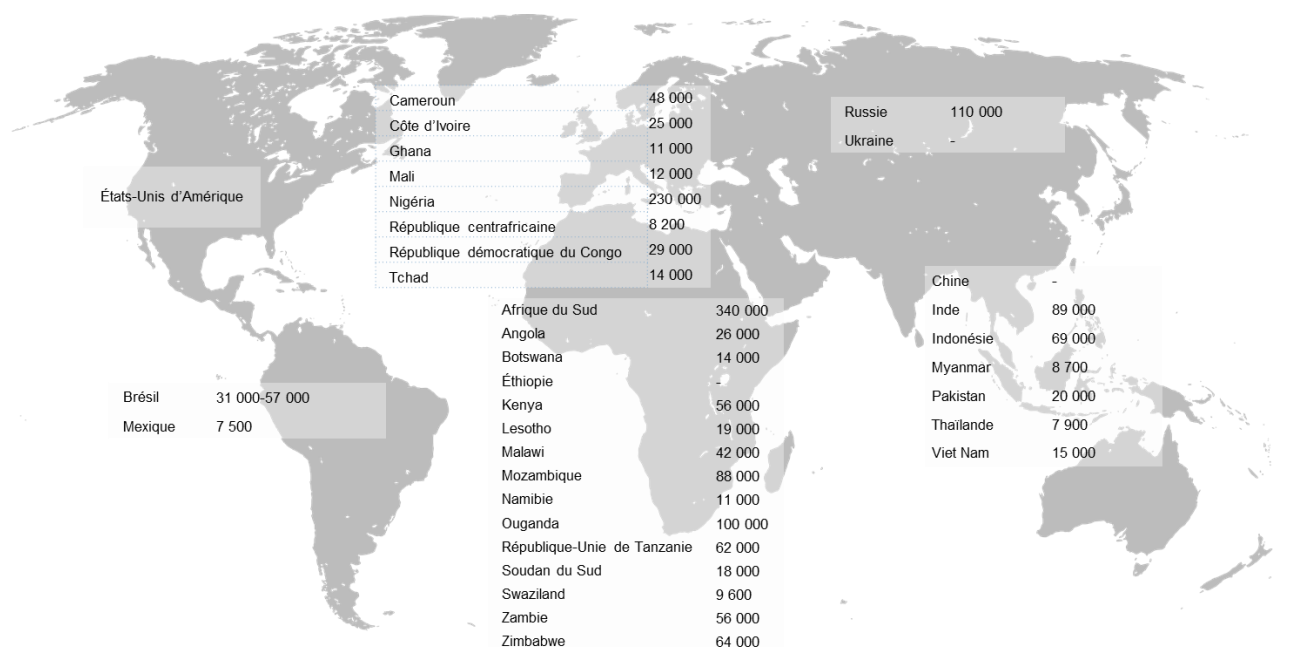 Cameroun 48 000
Côte d’Ivoire 25 000
Ghana 11 000
Mali 12 000
Nigéria 230 000
République centrafricaine 8 200
République démocratique du Congo 29 000
Tchad 14 000
Russie 110 000
Ukraine -
États-Unis d’Amérique
Chine -
Inde 89 000
Indonésie 69 000
Myanmar 8 700
Pakistan 20 000
Thaïlande 7 900
Viet Nam 15 000
Afrique du Sud 340 000
Angola 26 000
Botswana 14 000
Éthiopie -
Kenya 56 000
Lesotho 19 000
Malawi 42 000
Mozambique 88 000
Namibie 11 000
Ouganda 100 000
République-Unie de Tanzanie 62 000
Soudan du Sud 18 000
Swaziland 9 600
Zambie 56 000
Zimbabwe 64 000
Brésil 31 000-57 000
Mexique 7 500